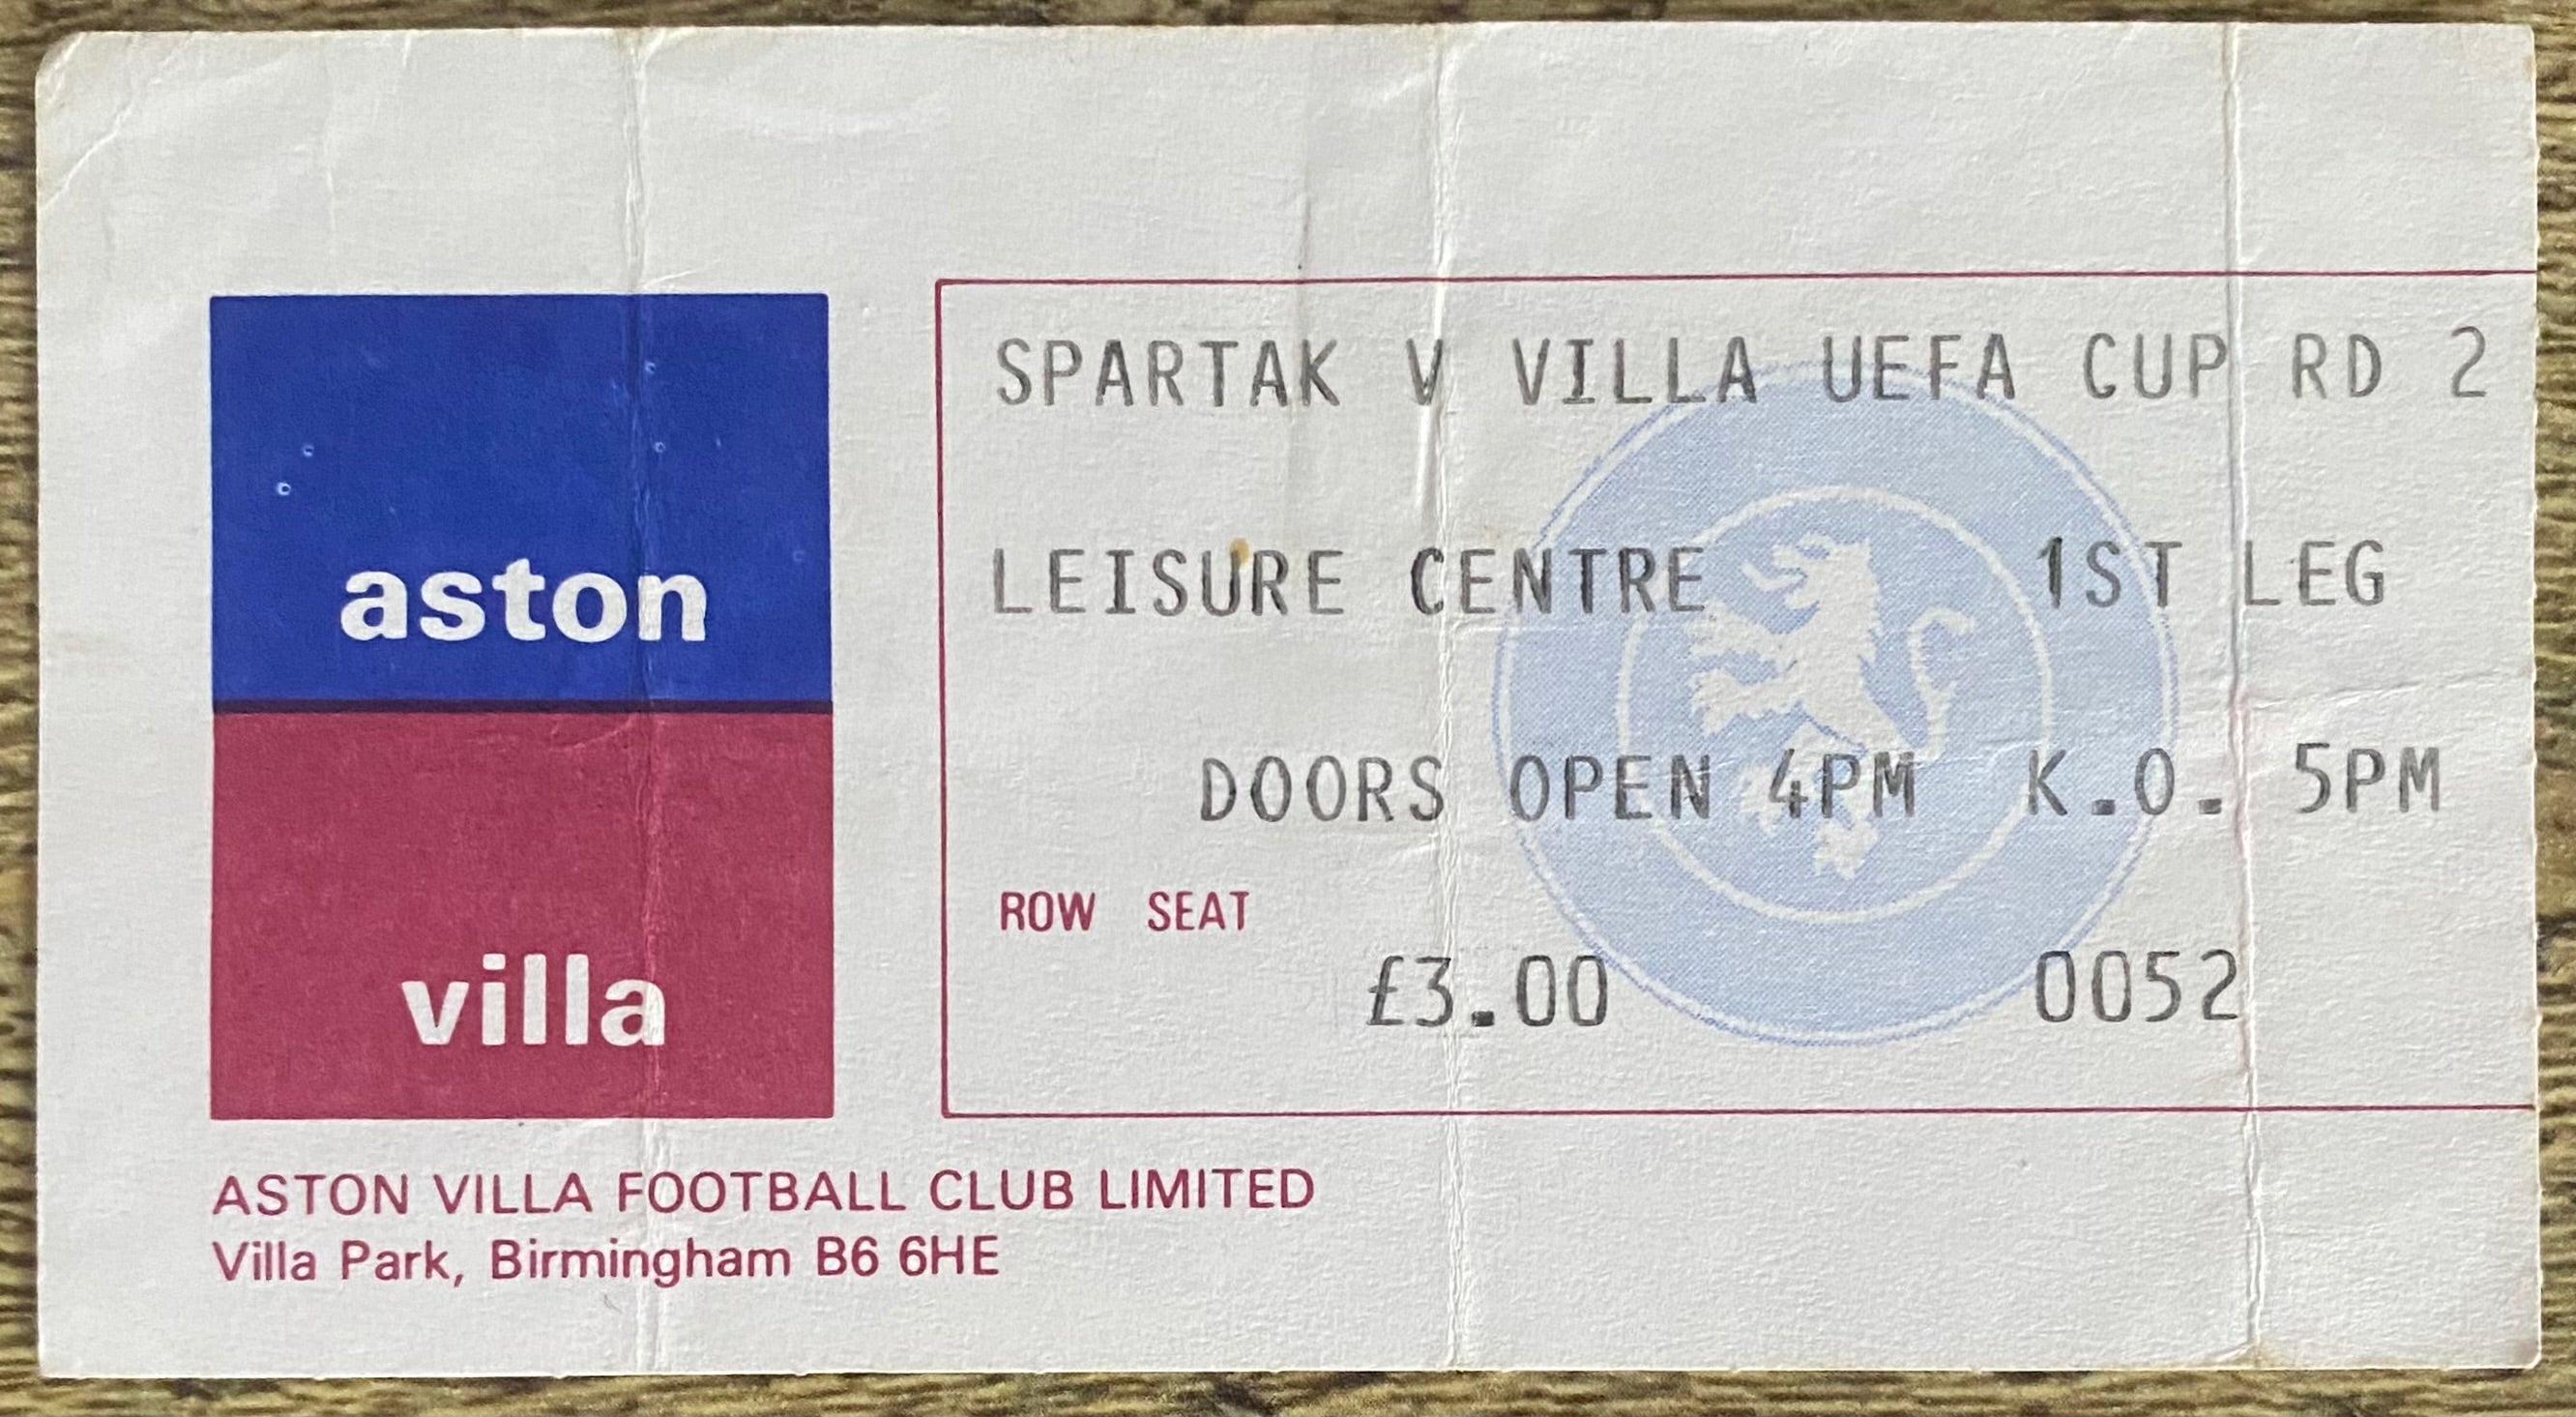 aston
villa
SPARTAK V VILLA UEFA CUP RD 2
LEISURE CENTRE 1ST LEG
DOORS OPEN 4PM K.O. 5PM
ROW SEAT
£3.00 0052
ASTON VILLA FOOTBALL CLUB LIMITED
Villa Park, Birmingham B6 6HE